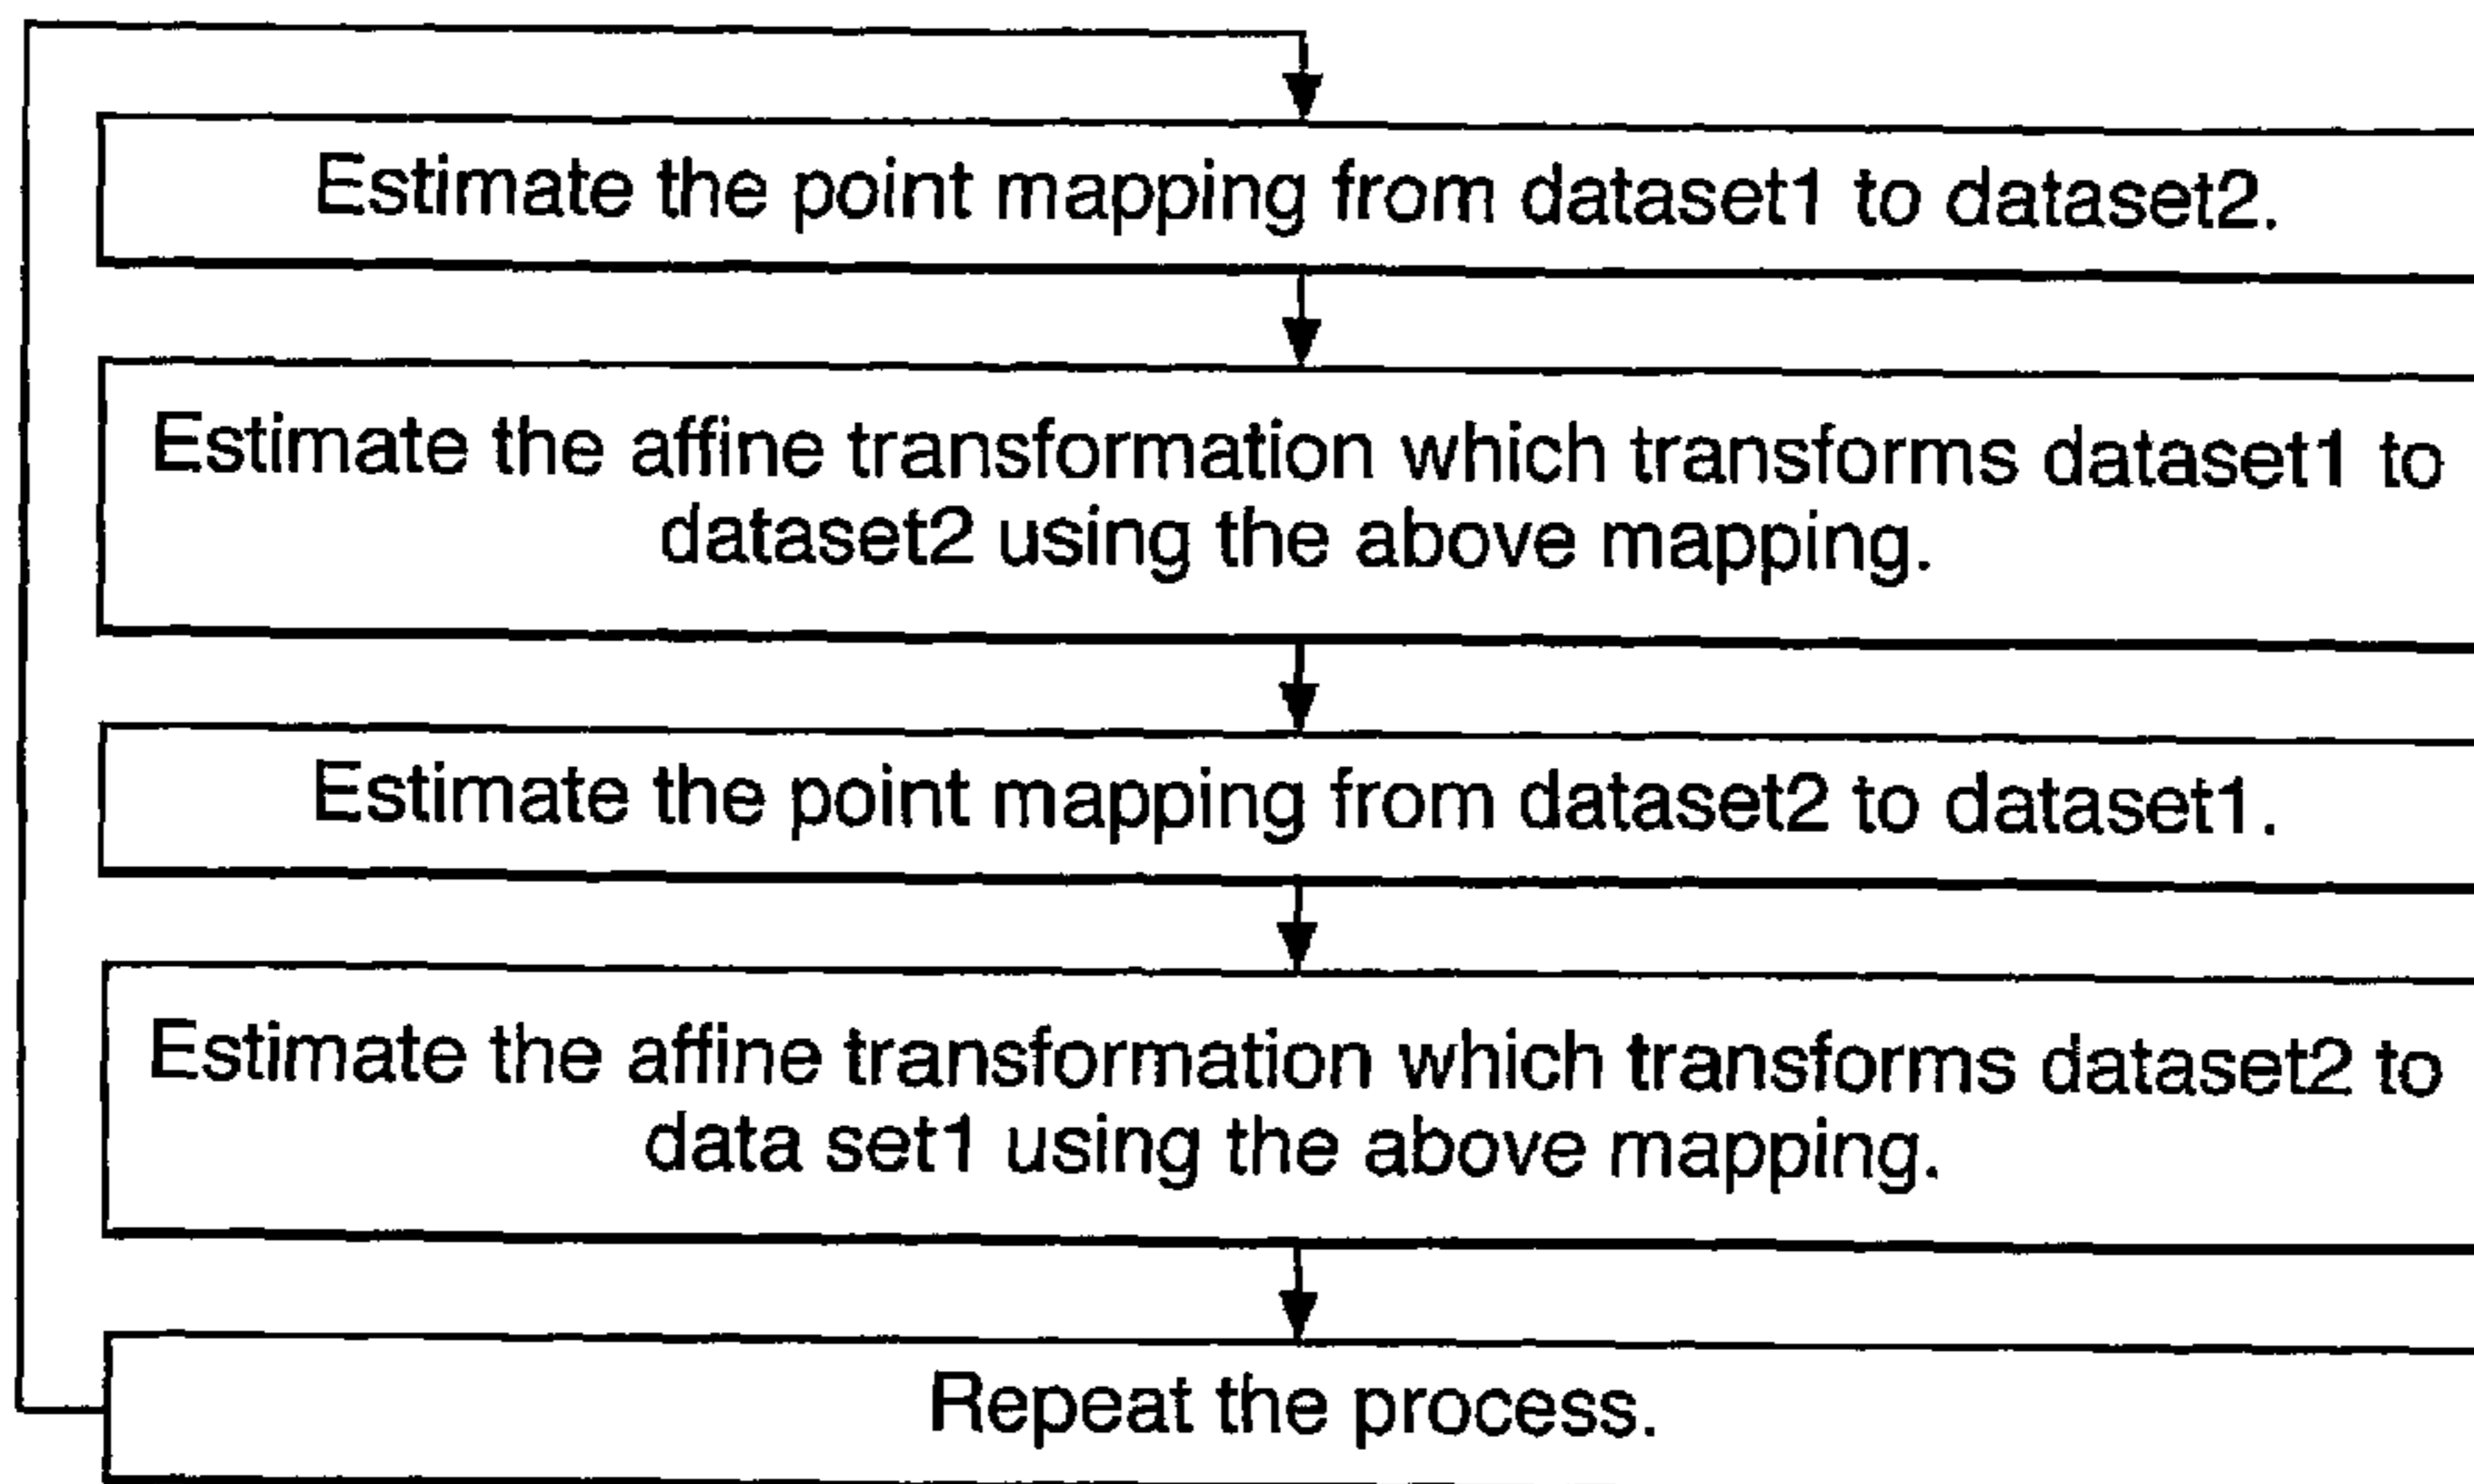 Estimate the point mapping from dataset1 to dataset2.
Estimate the affine transformation which transforms dataset1 to
dataset2 using the above mapping.
Estimate the point mapping from dataset2 to dataset1.
Estimate the affine transformation which transforms dataset2 to
data set1 using the above mapping.
Repeat the process.